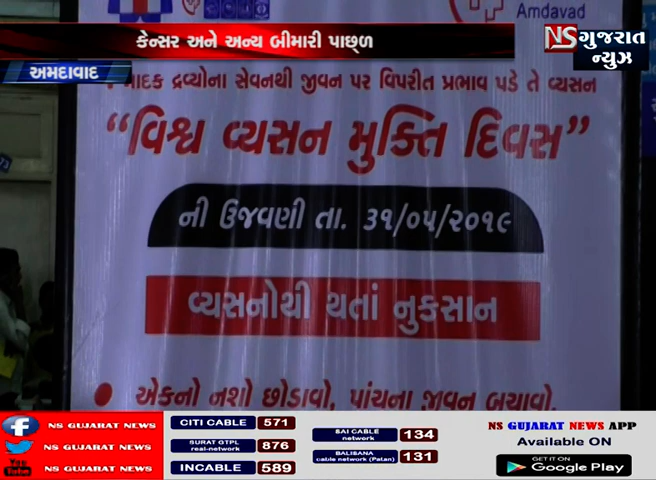 Amdavad
કેન્સર અને અન્ય બીમારી પાછળ
NS ગુજરાત
ન્યુઝ
અમદાવાદ
માદક દ્રવ્યોના સેવનથી જીવન પર વિપરીત પ્રભાવ પડે તે વ્યસન
“વિશ્વ વ્યસન મુક્તિ દિવસ”
ની ઉજવણી તા. ૩૧/૦૫/૨૦૧૯
વ્યસનોથી થતાં નુકસાન
• એકનો નશો છોડાવો, પાંચના જીવન બચાવો.
NS GUJARAT NEWS
NS GUJARAT NEWS
You Tube NS GUJARAT NEWS
CITI CABLE 571
SURAT GTPL real-network 876
INCABLE 589
SAI CABLE network 134
BALISANA cable network (Patan) 131
NS GUJARAT NEWS APP
Available ON
GET IT ON
Google Play